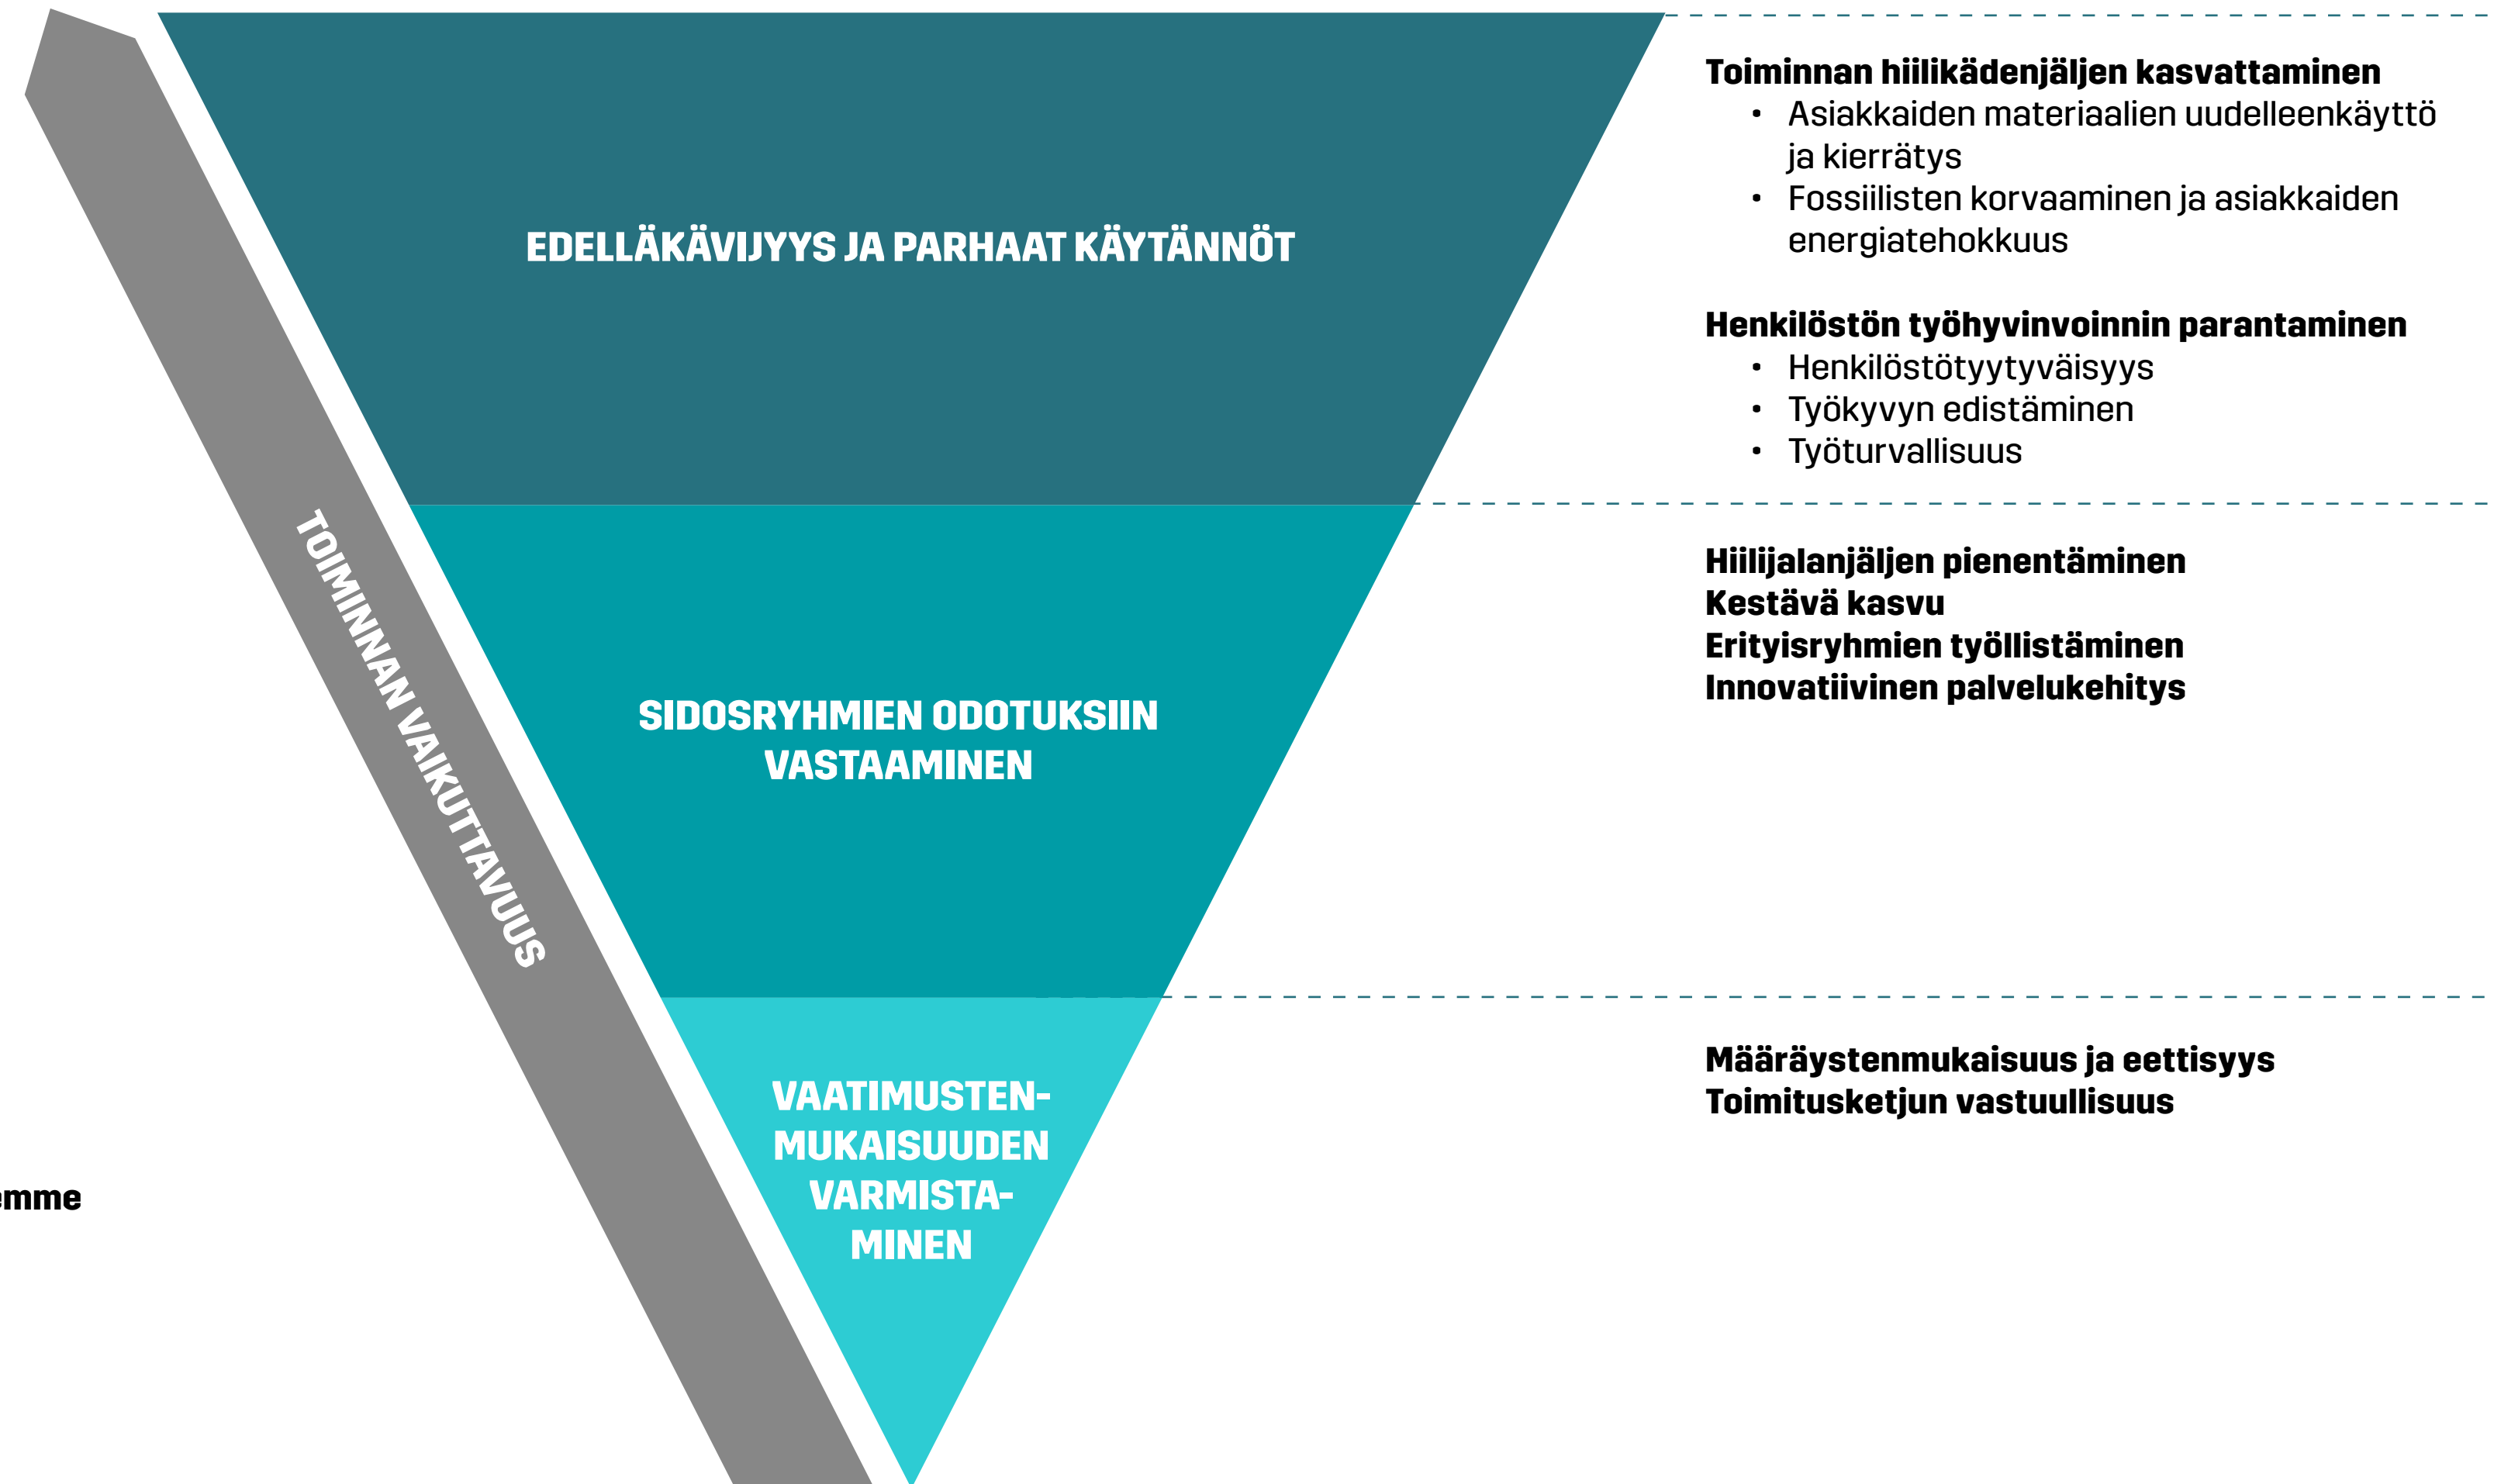 EDELLÄKÄVIJYYS JA PARHAAT KÄYTÄNNÖT
Toiminnan hiilikädenjäljen kasvattaminen
• Asiakkaiden materiaalien uudelleenkäyttö
ja kierrätys
• Fossiilisten korvaaminen ja asiakkaiden
energiatehokkuus
Henkilöstön työhyvinvoinnin parantaminen
• Henkilöstötyytyväisyys
• Työkyvyn edistäminen
• Työturvallisuus
TOIMINNAN VAIKUTTAVUUS
SIDOSRYHMIEN ODOTUKSIIN
VASTAAMINEN
Hiilijalanjäljen pienentäminen
Kestävä kasvu
Erityisryhmien työllistäminen
Innovatiivinen palvelukehitys
VAATIMUSTEN-
MUKAISUUDEN
VARMISTA-
MINEN
Määräystenmukaisuus ja eettisyys
Toimitusketjun vastuullisuus